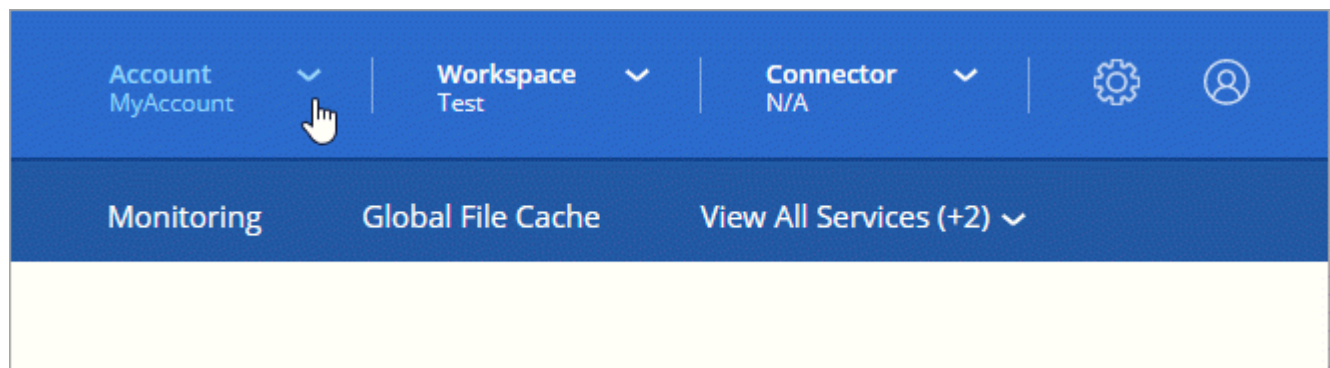 Account
MyAccount
Workspace
Test
Connector
N/A
Monitoring
Global File Cache
View All Services (+2)